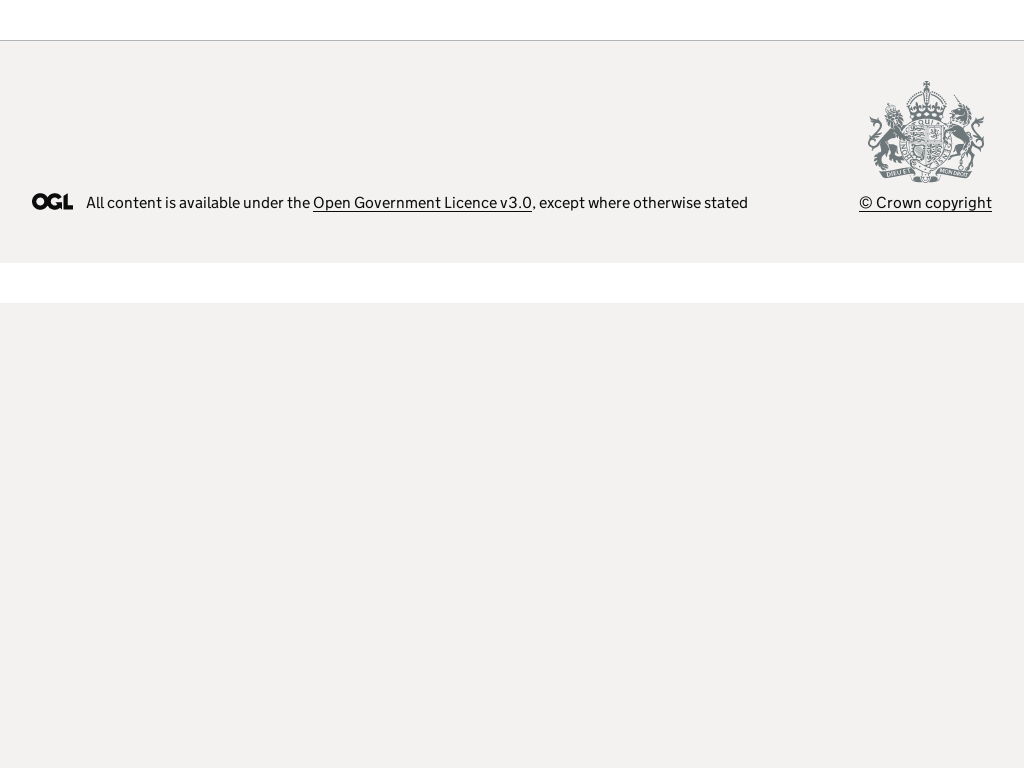 QUI
DIEU ET MON DROIT
OGL All content is available under the Open Government Licence v3.0, except where otherwise stated
© Crown copyright